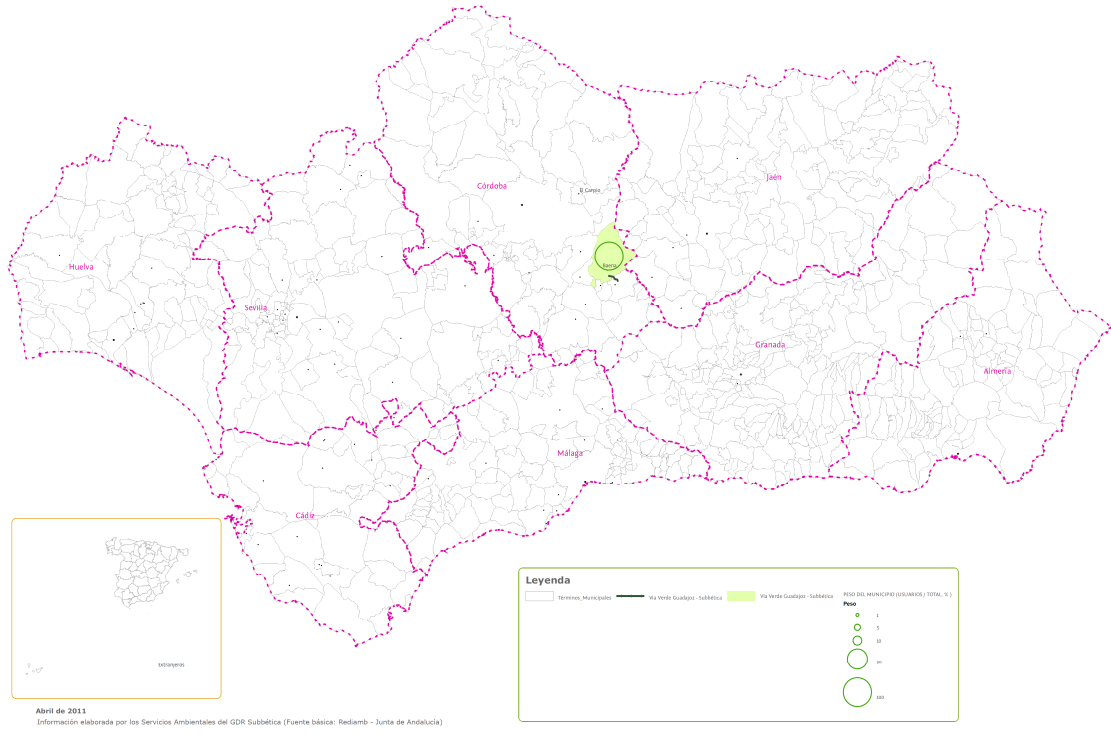 Córdoba
El Carpio
Jaén
Huelva
Baena
Sevilla
Granada
Almería
Málaga
Cádiz
Extranjeros
Leyenda
Términos_Municipales
Vía Verde Guadajoz - Subbética
Vía Verde Guadajoz - Subbética
PESO DEL MUNICIPIO (USUARIOS / TOTAL, %)
Peso
1
5
10
50
100
Abril de 2011
Información elaborada por los Servicios Ambientales del GDR Subbética (Fuente básica: Rediamb - Junta de Andalucía)